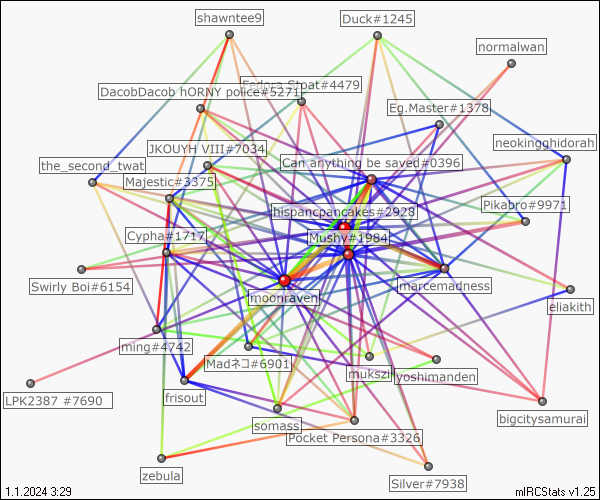 shawntee9
Duck#1245
normalwan
Fedora Stoat#4479
DacobDacob hORNY police#5271
Eg.Master#1378
neokingghidorah
JKOUYH VIII#7034
Can anything be saved#0396
the_second_twat
Majestic#3375
Pikabro#9971
hispancpancakes#2928
Cypha#1717
Mushy#1984
Swirly Boi#6154
marcemadness
eliakith
moonraven
ming#4742
Madネコ#6901
mukszi
yoshimanden
LPK2387 #7690
frisout
bigcitysamurai
somass
Pocket Persona#3326
zebula
Silver#7938
1.1.2024 3:29
mIRCStats v1.25